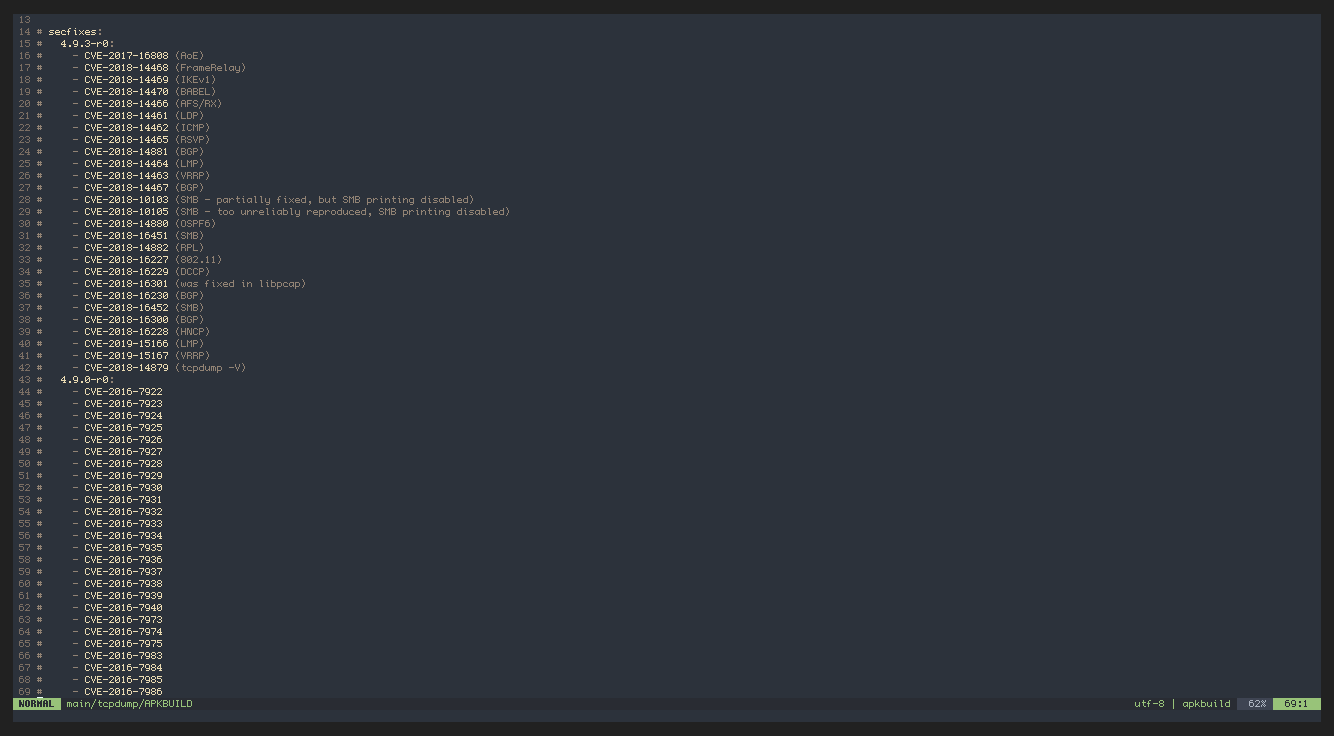 13
14 # secfixes:
15 #   4.9.3-r0:
16 #     - CVE-2017-16808 (AoE)
17 #     - CVE-2018-14468 (FrameRelay)
18 #     - CVE-2018-14469 (IKEv1)
19 #     - CVE-2018-14470 (BABEL)
20 #     - CVE-2018-14466 (AFS/RX)
21 #     - CVE-2018-14461 (LDP)
22 #     - CVE-2018-14462 (ICMP)
23 #     - CVE-2018-14465 (RSVP)
24 #     - CVE-2018-14881 (BGP)
25 #     - CVE-2018-14464 (LMP)
26 #     - CVE-2018-14463 (VRRP)
27 #     - CVE-2018-14467 (BGP)
28 #     - CVE-2018-10103 (SMB - partially fixed, but SMB printing disabled)
29 #     - CVE-2018-10105 (SMB - too unreliably reproduced, SMB printing disabled)
30 #     - CVE-2018-14880 (OSPF6)
31 #     - CVE-2018-16451 (SMB)
32 #     - CVE-2018-14882 (RPL)
33 #     - CVE-2018-16227 (802.11)
34 #     - CVE-2018-16229 (DCCP)
35 #     - CVE-2018-16301 (was fixed in libpcap)
36 #     - CVE-2018-16230 (BGP)
37 #     - CVE-2018-16452 (SMB)
38 #     - CVE-2018-16300 (BGP)
39 #     - CVE-2018-16228 (HNCP)
40 #     - CVE-2019-15166 (LMP)
41 #     - CVE-2019-15167 (VRRP)
42 #     - CVE-2018-14879 (tcpdump -V)
43 #   4.9.0-r0:
44 #     - CVE-2016-7922
45 #     - CVE-2016-7923
46 #     - CVE-2016-7924
47 #     - CVE-2016-7925
48 #     - CVE-2016-7926
49 #     - CVE-2016-7927
50 #     - CVE-2016-7928
51 #     - CVE-2016-7929
52 #     - CVE-2016-7930
53 #     - CVE-2016-7931
54 #     - CVE-2016-7932
55 #     - CVE-2016-7933
56 #     - CVE-2016-7934
57 #     - CVE-2016-7935
58 #     - CVE-2016-7936
59 #     - CVE-2016-7937
60 #     - CVE-2016-7938
61 #     - CVE-2016-7939
62 #     - CVE-2016-7940
63 #     - CVE-2016-7973
64 #     - CVE-2016-7974
65 #     - CVE-2016-7975
66 #     - CVE-2016-7983
67 #     - CVE-2016-7984
68 #     - CVE-2016-7985
69 #     - CVE-2016-7986
NORMAL main/tcpdump/APKBUILD utf-8 | apkbuild 62% 69:1